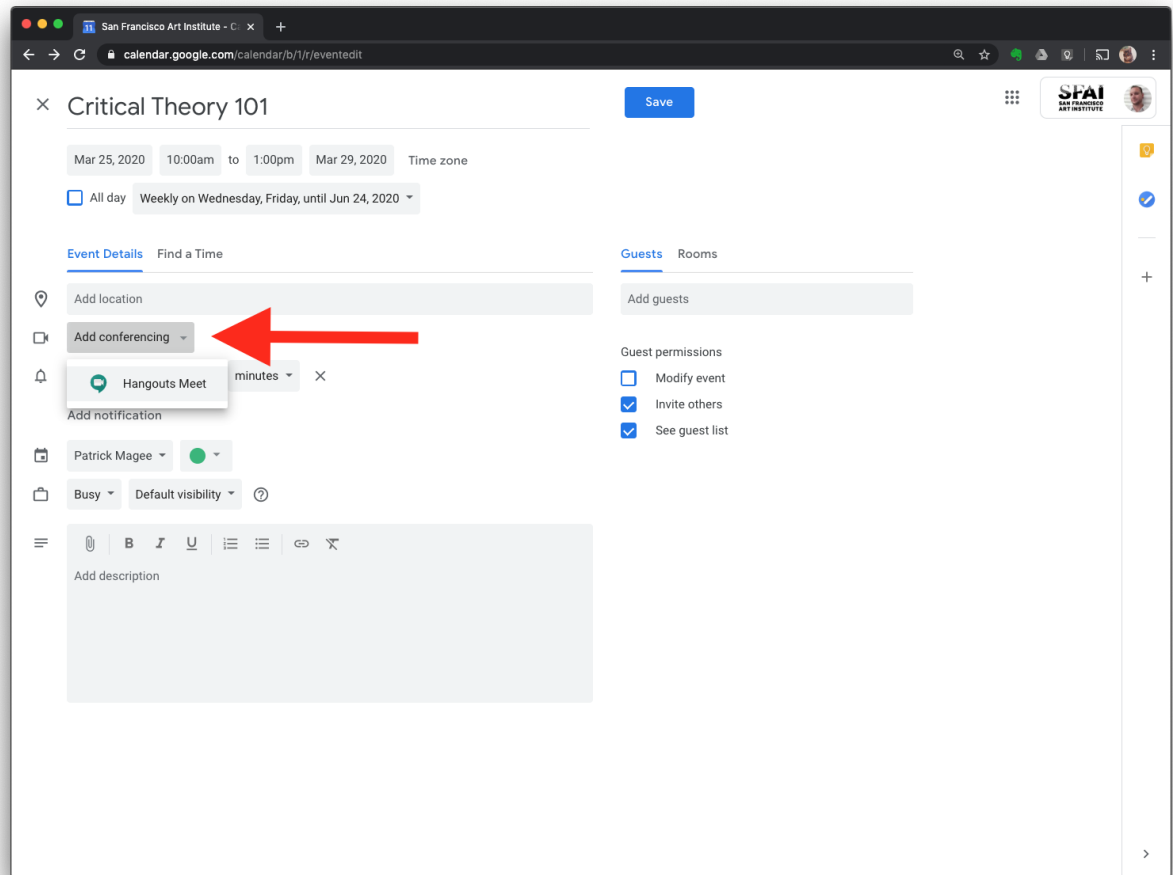 San Francisco Art Institute - C
calendar.google.com/calendar/b/1/r/eventedit
Critical Theory 101
Save
SFAI
SAN FRANCISCO
ART INSTITUTE
Mar 25, 2020 10:00am to 1:00pm Mar 29, 2020 Time zone
All day Weekly on Wednesday, Friday, until Jun 24, 2020
Event Details Find a Time
Guests Rooms
Add location
Add guests
Add conferencing
Hangouts Meet
minutes
Add notification
Guest permissions
Modify event
Invite others
See guest list
Patrick Magee
Busy Default visibility
B I U
Add description